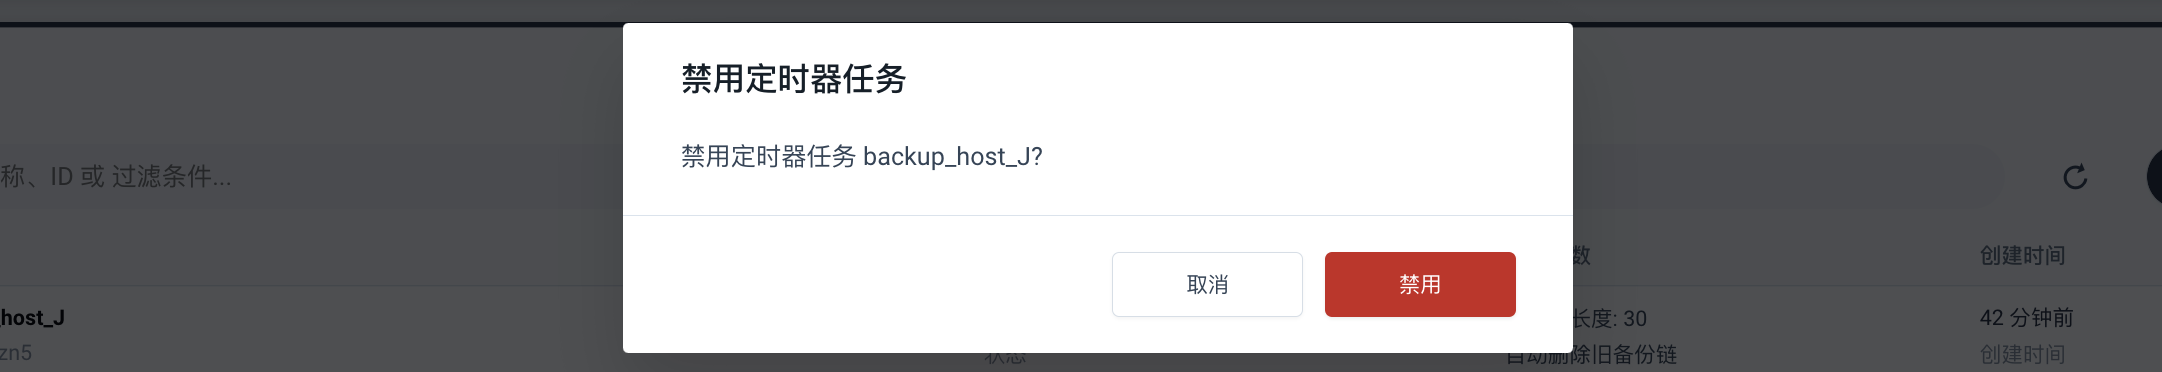 禁用定时器任务
禁用定时器任务 backup_host_J?
称、ID 或 过滤条件...
取消
禁用
数
创建时间
host_J
长度: 30
42 分钟前
zn5
状态
自动删除旧备份链
创建时间